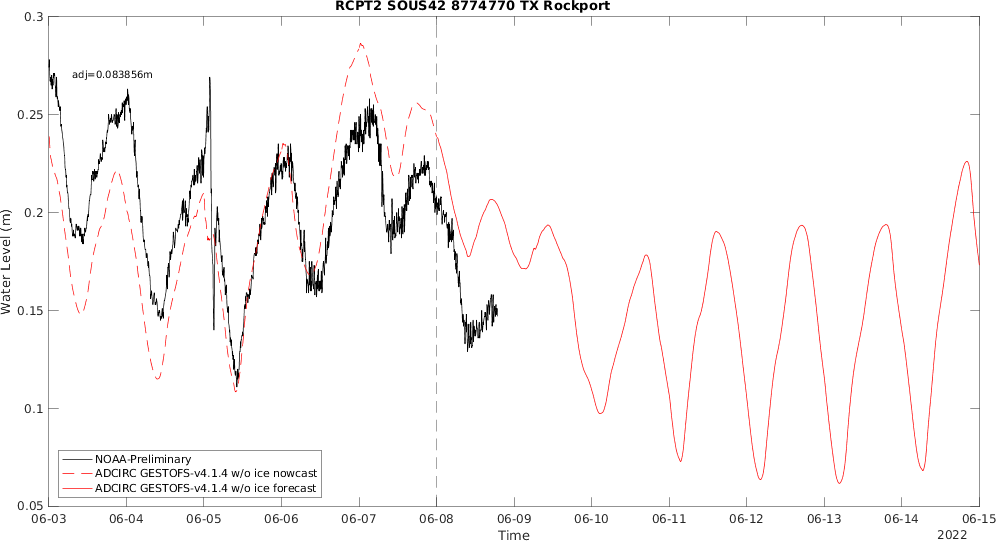 RCPT2 SOUS42 8774770 TX Rockport
0.3
adj=0.083856m
0.25
0.2
Water Level (m)
0.15
0.1
NOAA-Preliminary
ADCIRC GESTOFS-v4.1.4 w/o ice nowcast
ADCIRC GESTOFS-v4.1.4 w/o ice forecast
0.05
06-03 06-04 06-05 06-06 06-07 06-08 06-09 06-10 06-11 06-12 06-13 06-14 06-15
Time
2022